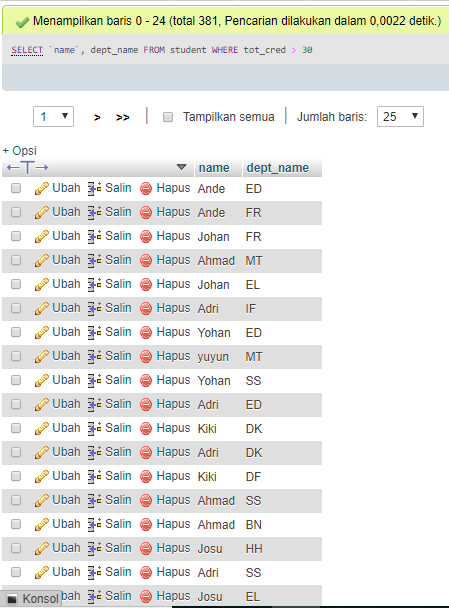 Menampilkan baris 0 - 24 (total 381, Pencarian dilakukan dalam 0,0022 detik.)
SELECT `name`, dept_name FROM student WHERE tot_cred > 30
1 > >> Tampilkan semua Jumlah baris: 25
+ Opsi
←T→ name dept_name
Ubah Salin Hapus Ande ED
Ubah Salin Hapus Ande FR
Ubah Salin Hapus Johan FR
Ubah Salin Hapus Ahmad MT
Ubah Salin Hapus Johan EL
Ubah Salin Hapus Adri IF
Ubah Salin Hapus Yohan ED
Ubah Salin Hapus yuyun MT
Ubah Salin Hapus Yohan SS
Ubah Salin Hapus Adri ED
Ubah Salin Hapus Kiki DK
Ubah Salin Hapus Adri DK
Ubah Salin Hapus Kiki DF
Ubah Salin Hapus Ahmad SS
Ubah Salin Hapus Ahmad BN
Ubah Salin Hapus Josu HH
Ubah Salin Hapus Adri SS
Konsol bah Salin Hapus Josu EL